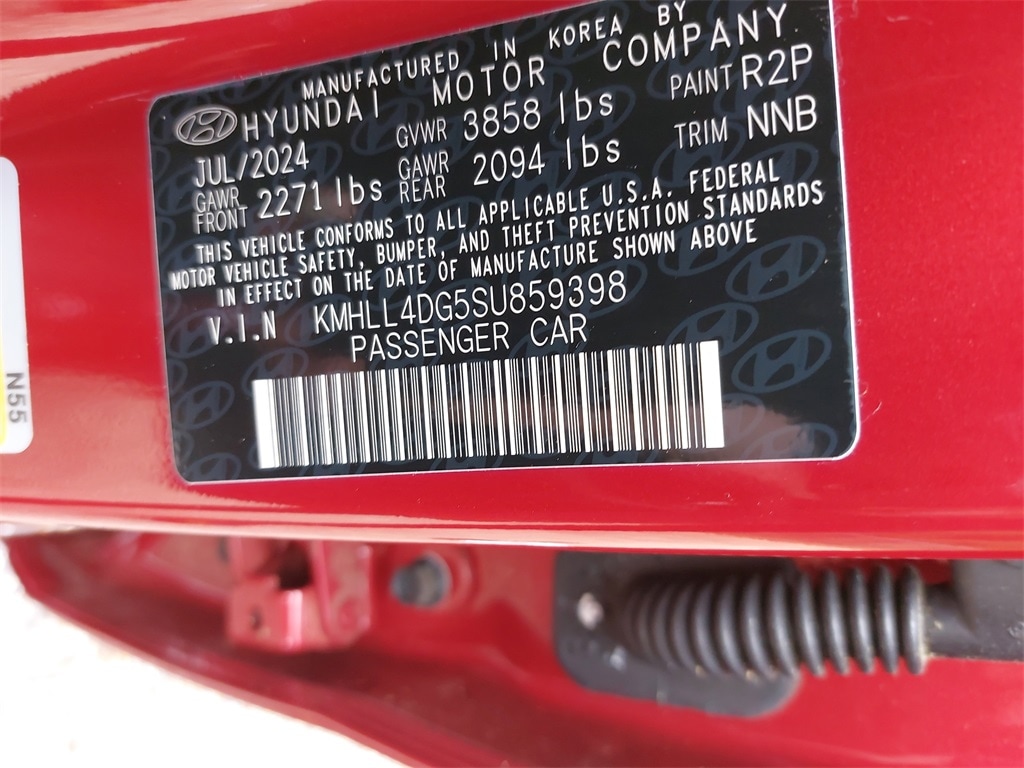 MANUFACTURED IN KOREA BY
HYUNDAI MOTOR COMPANY
JUL/2024 GVWR 3858 lbs PAINT R2P
GAWR FRONT 2271 lbs GAWR REAR 2094 lbs TRIM NNB
THIS VEHICLE CONFORMS TO ALL APPLICABLE U.S.A. FEDERAL
MOTOR VEHICLE SAFETY, BUMPER, AND THEFT PREVENTION STANDARDS
IN EFFECT ON THE DATE OF MANUFACTURE SHOWN ABOVE
V.I.N KMHLL4DG5SU859398
PASSENGER CAR
N55